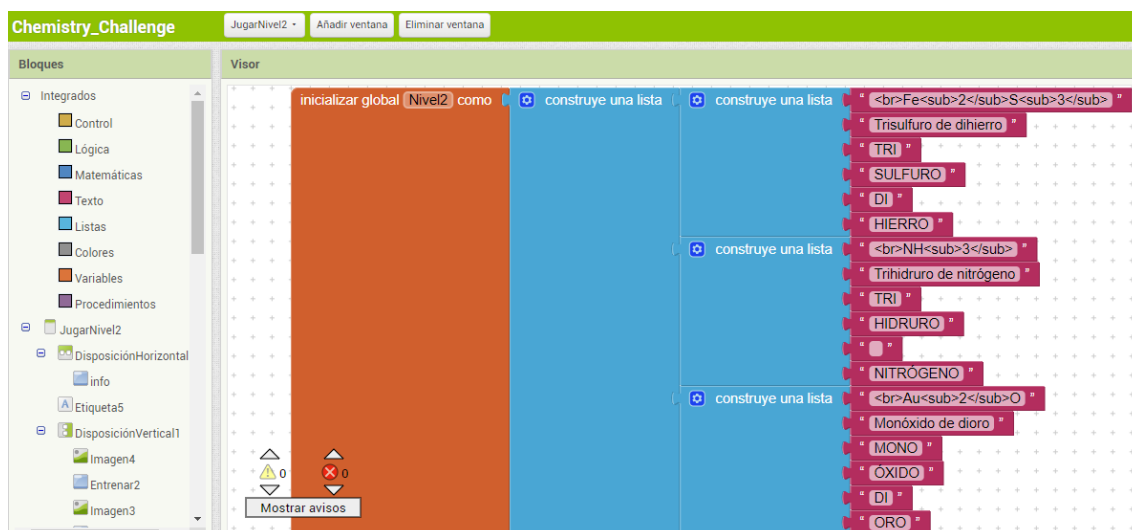 Chemistry_Challenge
JugarNivel2
Añadir ventana
Eliminar ventana
Bloques
Visor
Integrados
Control
Lógica
Matemáticas
Texto
Listas
Colores
Variables
Procedimientos
JugarNivel2
DisposiciónHorizontal
info
Etiqueta5
DisposiciónVertical1
Imagen4
Entrenar2
Imagen3
inicializar global Nivel2 como construye una lista construye una lista " <br>Fe<sub>2</sub>S<sub>3</sub> "
" Trisulfuro de dihierro "
" TRI "
" SULFURO "
" DI "
" HIERRO "
construye una lista " <br>NH<sub>3</sub> "
" Trihidruro de nitrógeno "
" TRI "
" HIDRURO "
" "
" NITRÓGENO "
construye una lista " <br>Au<sub>2</sub>O "
" Monóxido de dioro "
" MONO "
" ÓXIDO "
" DI "
" ORO "
0 0
Mostrar avisos